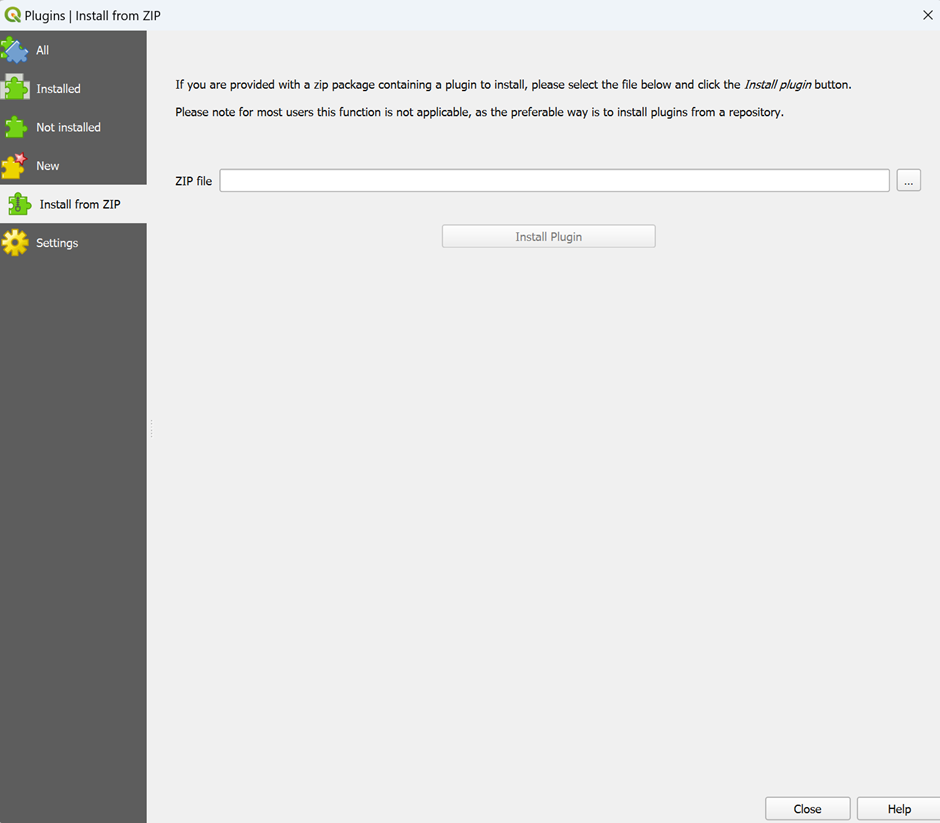 Plugins | Install from ZIP
All
Installed
Not installed
New
Install from ZIP
Settings
If you are provided with a zip package containing a plugin to install, please select the file below and click the Install plugin button.
Please note for most users this function is not applicable, as the preferable way is to install plugins from a repository.
ZIP file
...
Install Plugin
Close
Help